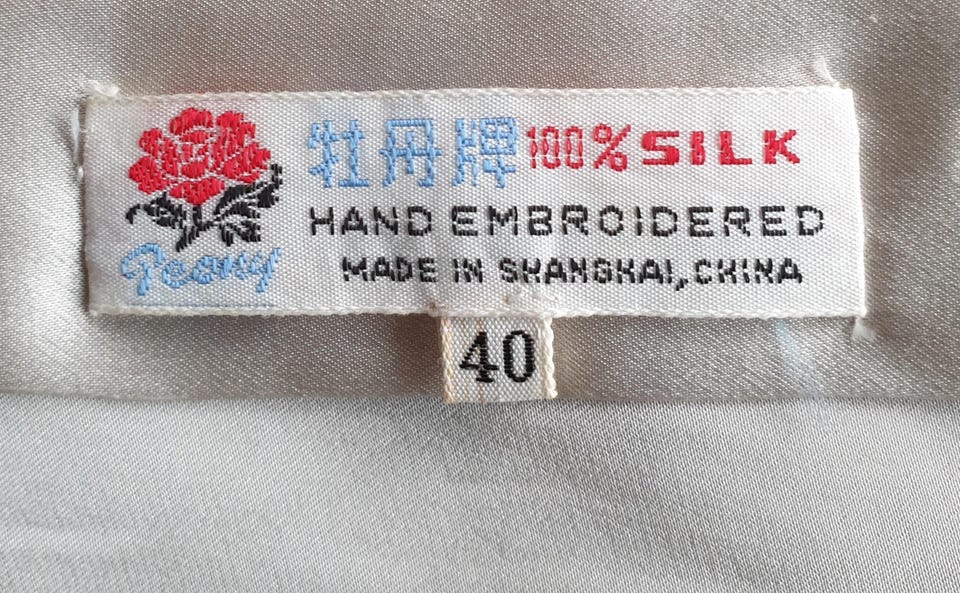 牡丹牌 100% SILK
HAND EMBROIDERED
Peony
MADE IN SHANGHAI, CHINA
40